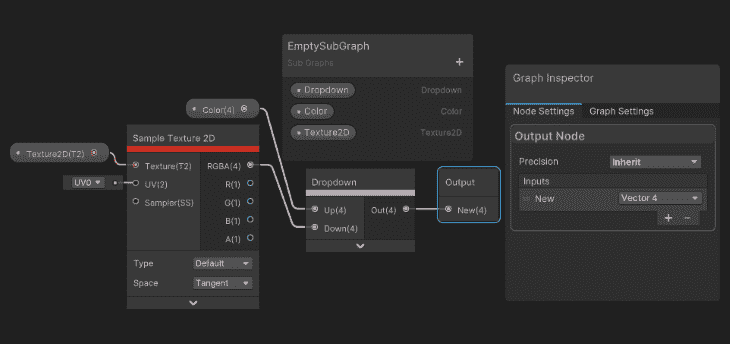 EmptySubGraph
Sub Graphs
+
Dropdown
Dropdown
Color
Color
Texture2D
Texture2D
Color(4)
Texture2D(T2)
UV0
Sample Texture 2D
Texture(T2)
RGBA(4)
UV(2)
R(1)
Sampler(SS)
G(1)
B(1)
A(1)
Type
Default
Space
Tangent
Dropdown
Up(4)
Out(4)
Down(4)
Output
New(4)
Graph Inspector
Node Settings
Graph Settings
Output Node
Precision
Inherit
Inputs
= New
Vector 4
+ -